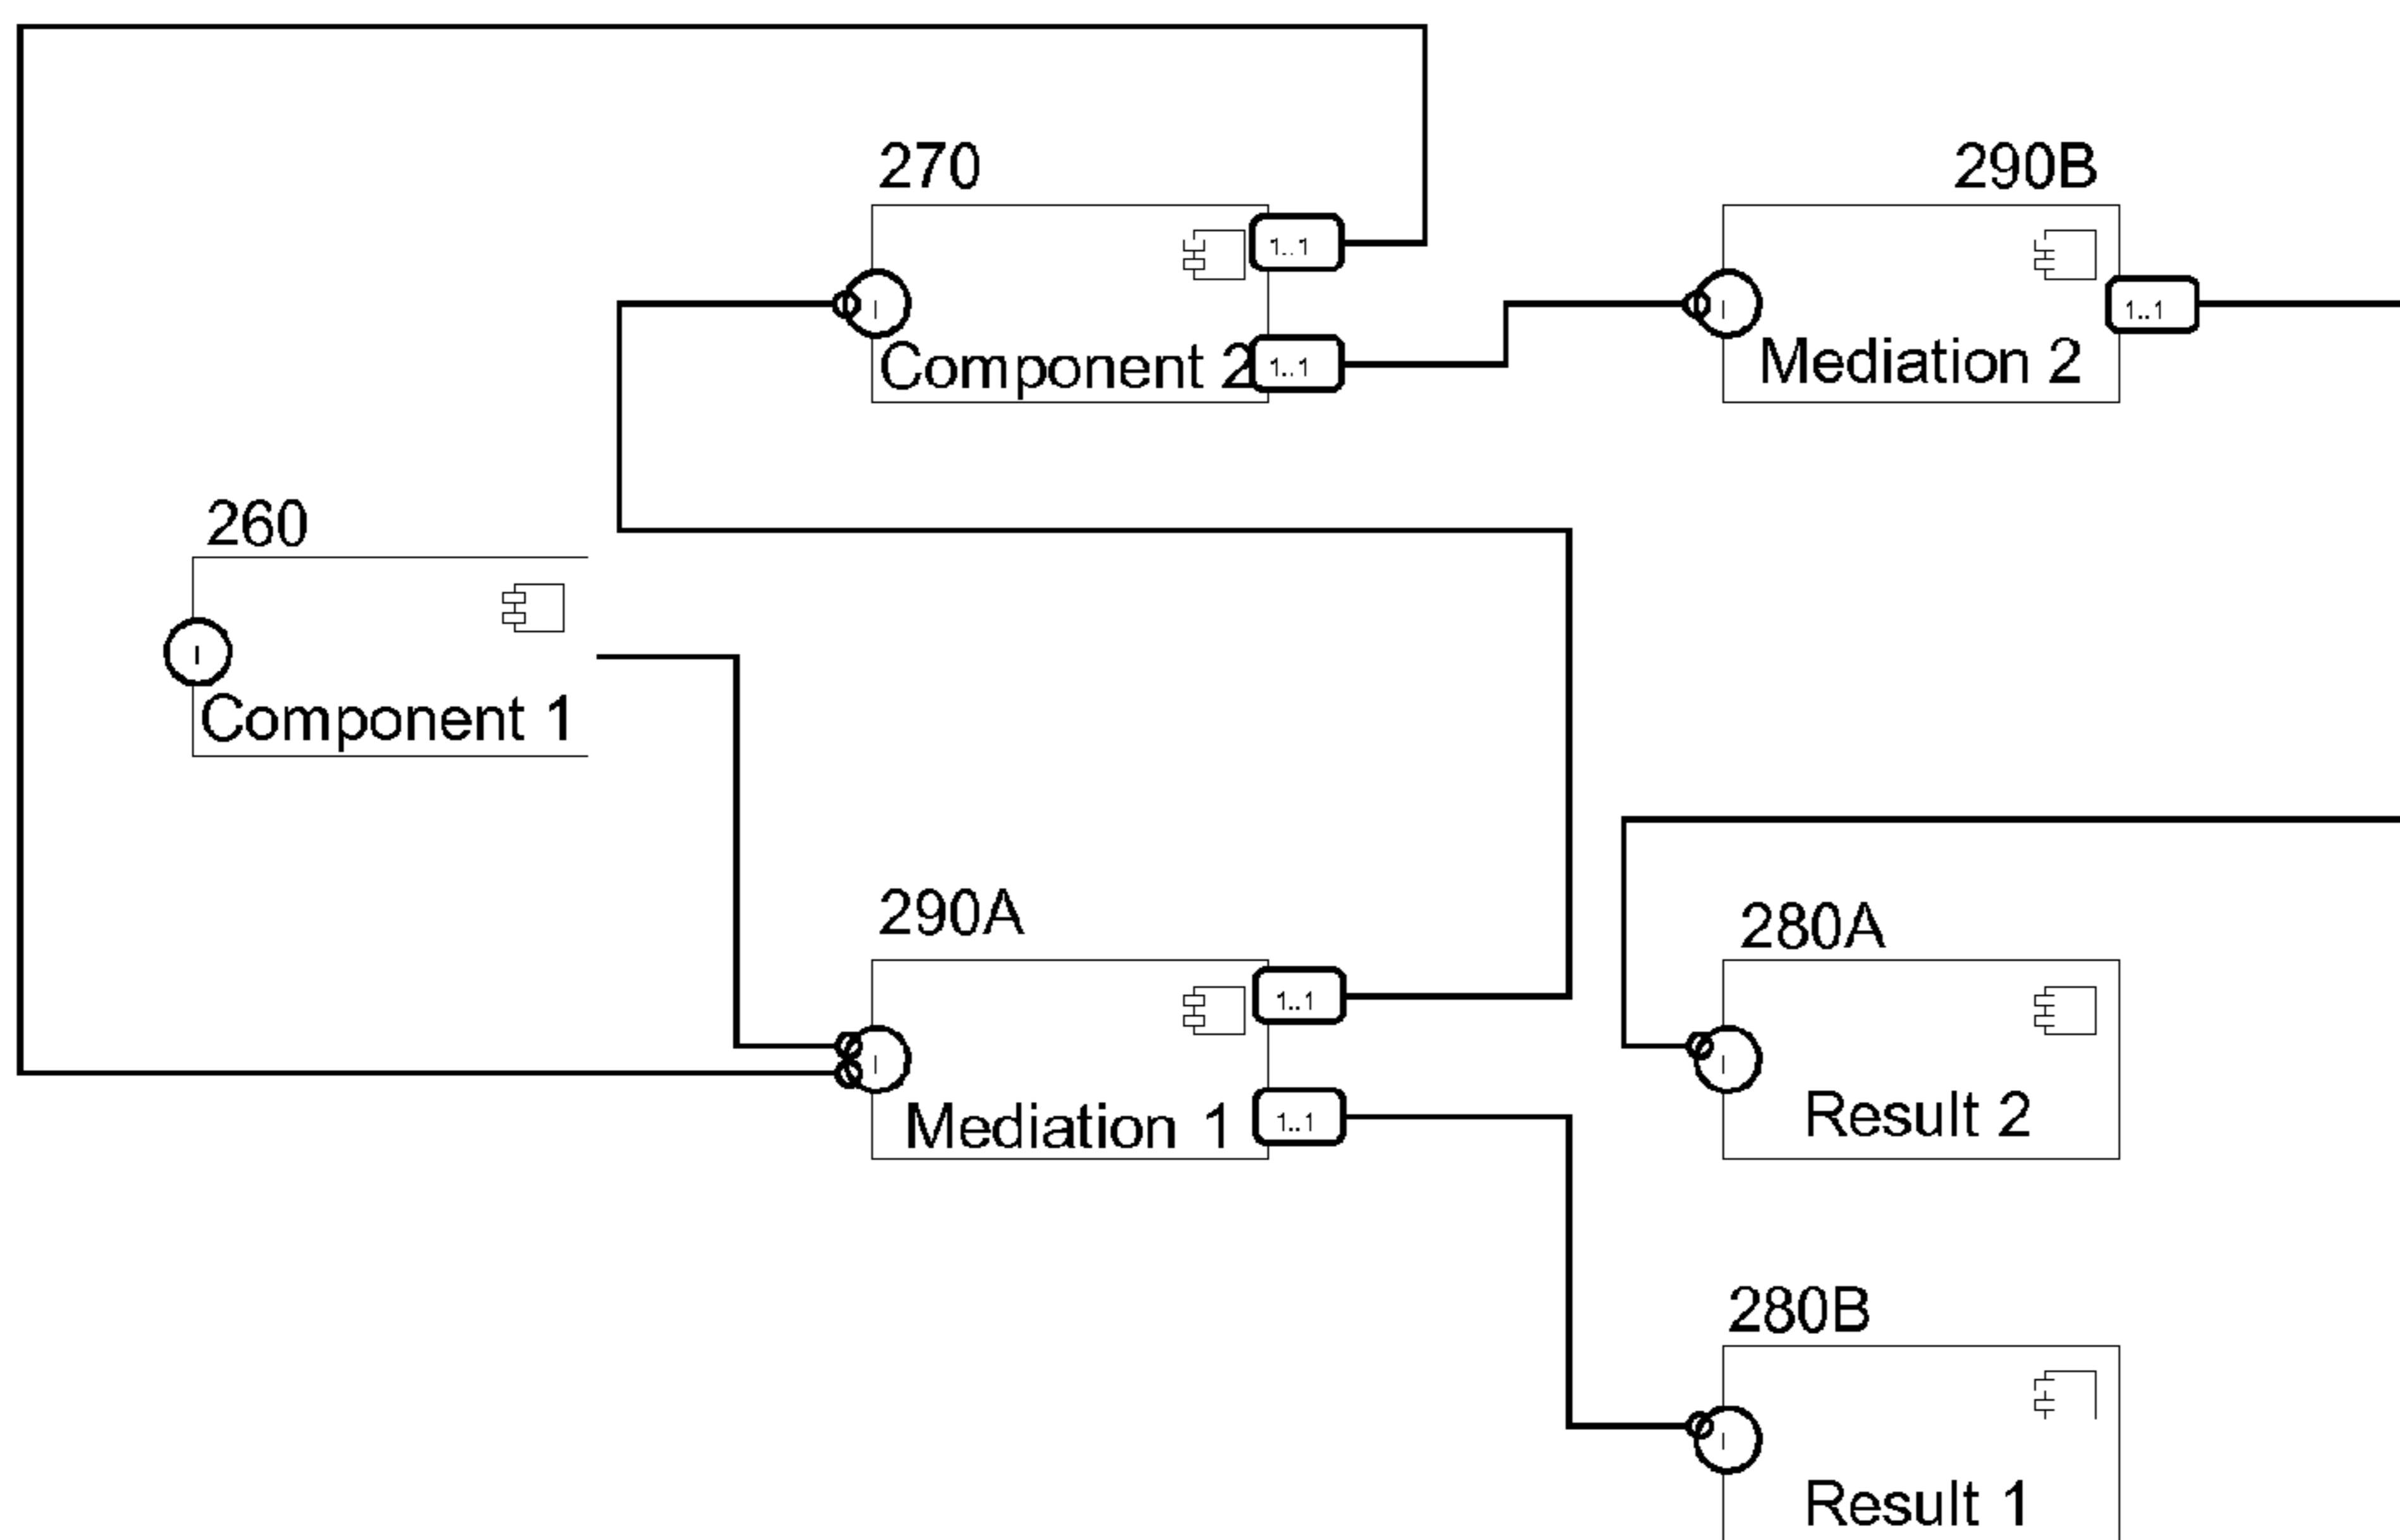 270
1..1
I
Component 2
1..1
290B
1..1
I
Mediation 2
260
I
Component 1
290A
1..1
I
Mediation 1
1..1
280A
I
Result 2
280B
I
Result 1